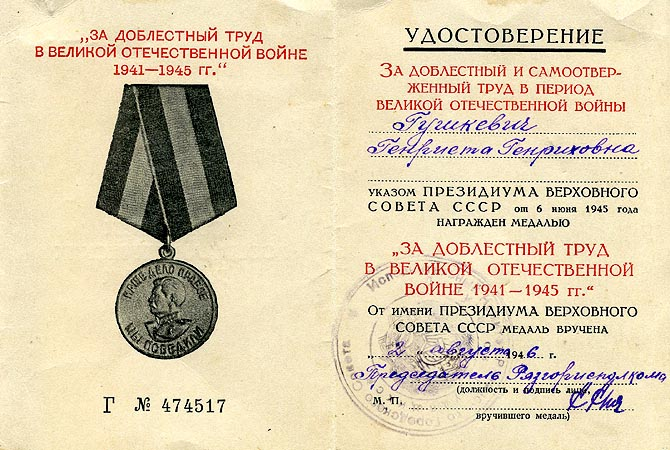 „ЗА ДОБЛЕСТНЫЙ ТРУД
В ВЕЛИКОЙ ОТЕЧЕСТВЕННОЙ ВОЙНЕ
1941—1945 гг.“
НАШЕ ДЕЛО ПРАВОЕ
МЫ ПОБЕДИЛИ
Г № 474517
УДОСТОВЕРЕНИЕ
ЗА ДОБЛЕСТНЫЙ И САМООТВЕР-
ЖЕННЫЙ ТРУД В ПЕРИОД
ВЕЛИКОЙ ОТЕЧЕСТВЕННОЙ ВОЙНЫ
Гушкевич
Генриета Генриховна
УКАЗОМ ПРЕЗИДИУМА ВЕРХОВНОГО
СОВЕТА СССР от 6 июня 1945 года
НАГРАЖДЕН МЕДАЛЬЮ
„ЗА ДОБЛЕСТНЫЙ ТРУД
В ВЕЛИКОЙ ОТЕЧЕСТВЕННОЙ
ВОЙНЕ 1941—1945 гг.“
От имени ПРЕЗИДИУМА ВЕРХОВНОГО
СОВЕТА СССР МЕДАЛЬ ВРУЧЕНА
„2 “ августа 1946 г.
Председатель Рязгорисполкома
(должность и подпись лица,
М. П.
вручившего медаль)